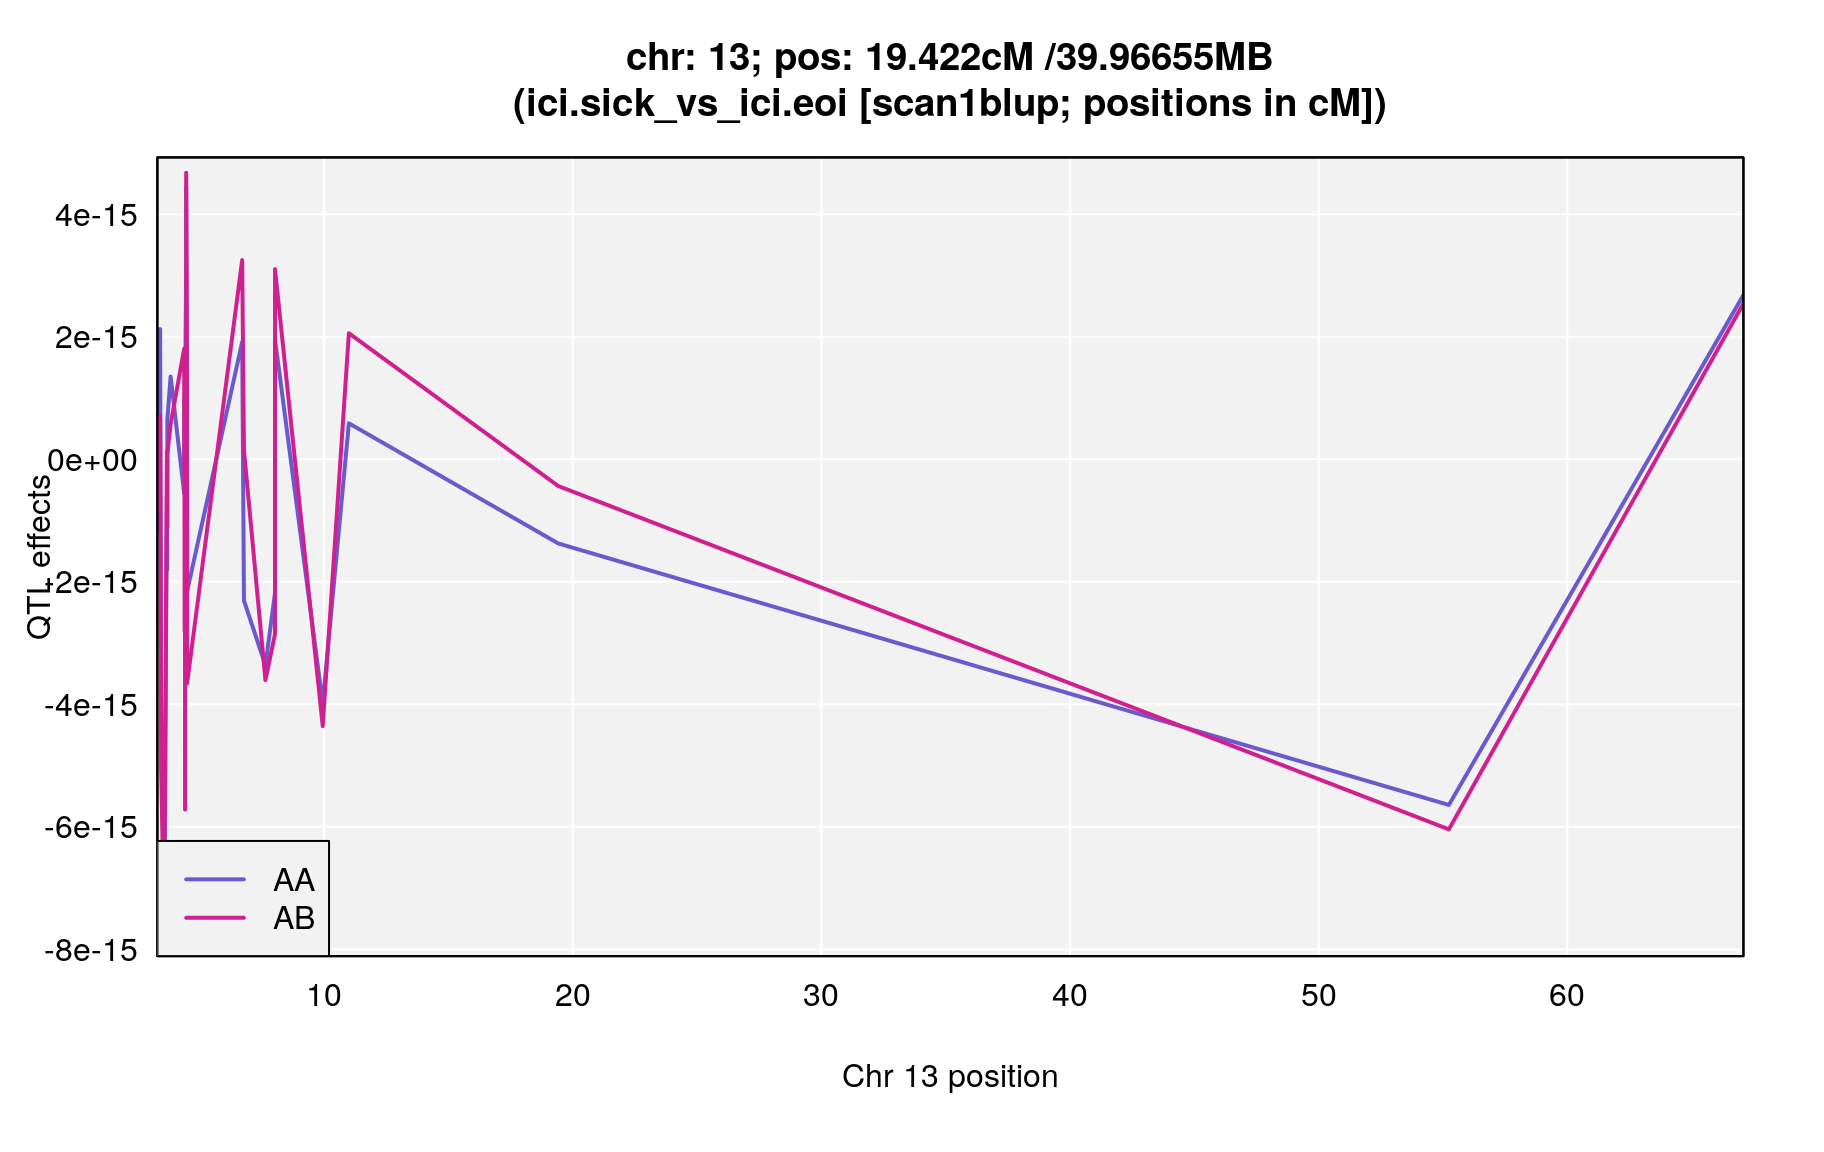 chr: 13; pos: 19.422cM /39.96655MB
(ici.sick_vs_ici.eoi [scan1blup; positions in cM])
4e-15
2e-15
0e+00
-2e-15
-4e-15
-6e-15
-8e-15
QTL effects
AA
AB
10 20 30 40 50 60
Chr 13 position